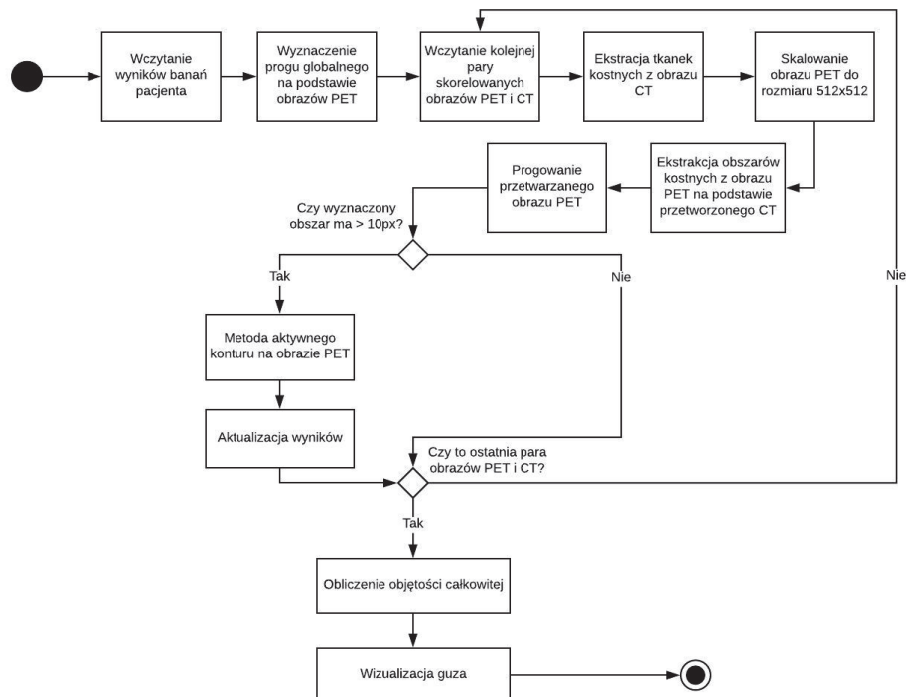 Wczytanie
wyników banań
pacjenta
Wyznaczenie
progu globalnego
na podstawie
obrazów PET
Wczytanie kolejnej
pary
skorelowanych
obrazów PET i CT
Ekstracja tkanek
kostnych z obrazu
CT
Skalowanie
obrazu PET do
rozmiaru 512x512
Ekstrakcja obszarów
kostnych z obrazu
PET na podstawie
przetworzonego CT
Progowanie
przetwarzanego
obrazu PET
Czy wyznaczony
obszar ma > 10px?
Tak
Nie
Nie
Metoda aktywnego
konturu na obrazie PET
Aktualizacja wyników
Czy to ostatnia para
obrazów PET i CT?
Tak
Obliczenie objętości całkowitej
Wizualizacja guza